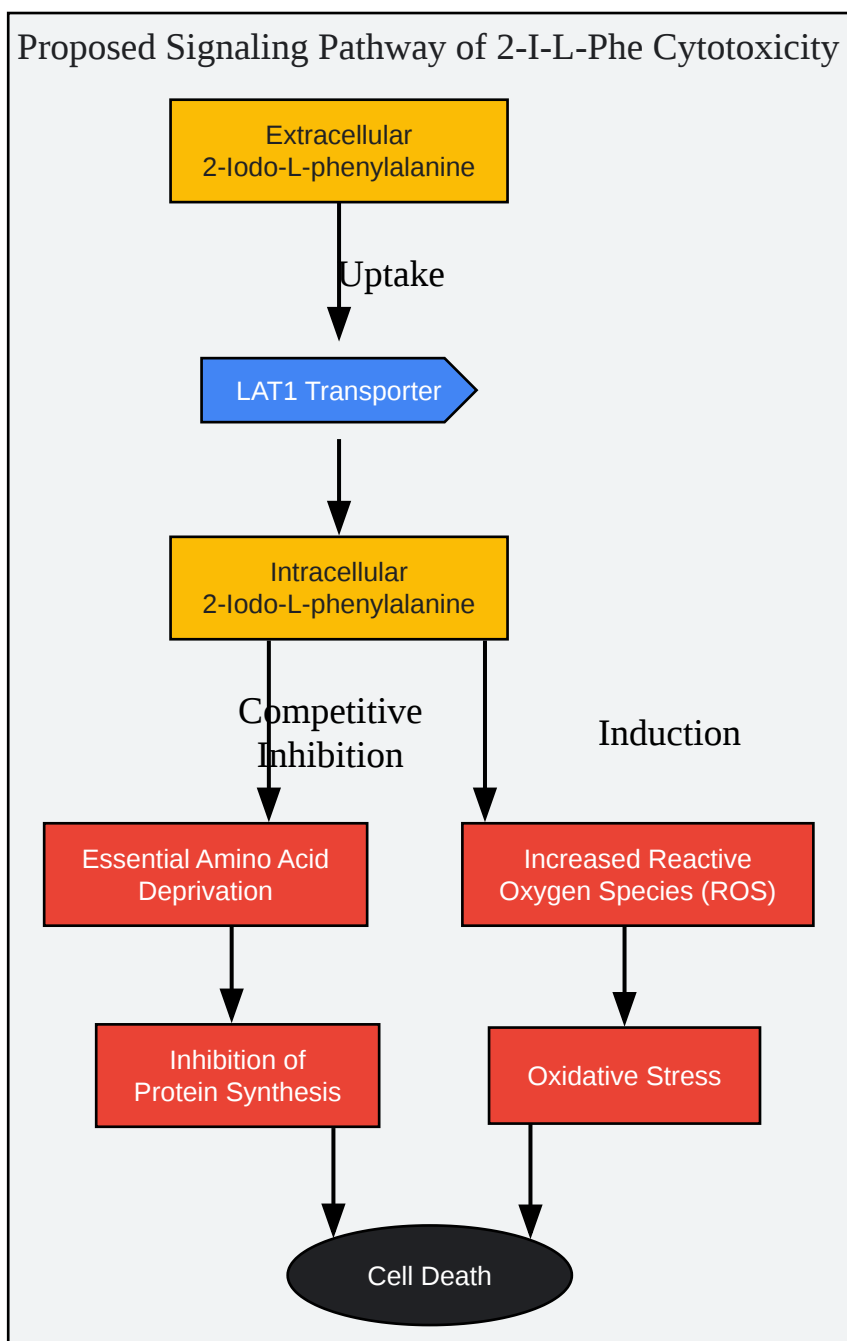 Proposed Signaling Pathway of 2-I-L-Phe Cytotoxicity
Extracellular
2-Iodo-L-phenylalanine
Uptake
LAT1 Transporter
Intracellular
2-Iodo-L-phenylalanine
Competitive
Inhibition
Induction
Essential Amino Acid
Deprivation
Increased Reactive
Oxygen Species (ROS)
Inhibition of
Protein Synthesis
Oxidative Stress
Cell Death